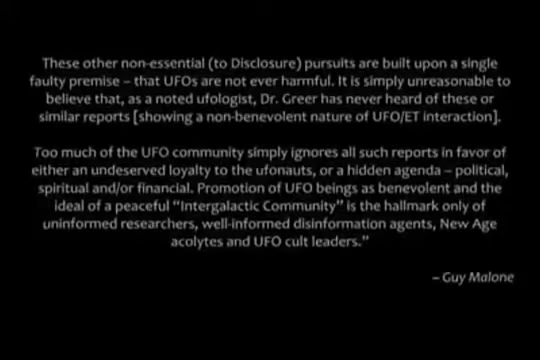 These other non-essential (to Disclosure) pursuits are built upon a single
faulty premise – that UFOs are not ever harmful. It is simply unreasonable to
believe that, as a noted ufologist, Dr. Greer has never heard of these or
similar reports [showing a non-benevolent nature of UFO/ET interaction].
Too much of the UFO community simply ignores all such reports in favor of
either an undeserved loyalty to the ufonauts, or a hidden agenda – political,
spiritual and/or financial. Promotion of UFO beings as benevolent and the
ideal of a peaceful “Intergalactic Community” is the hallmark only of
uninformed researchers, well-informed disinformation agents, New Age
acolytes and UFO cult leaders.”
– Guy Malone